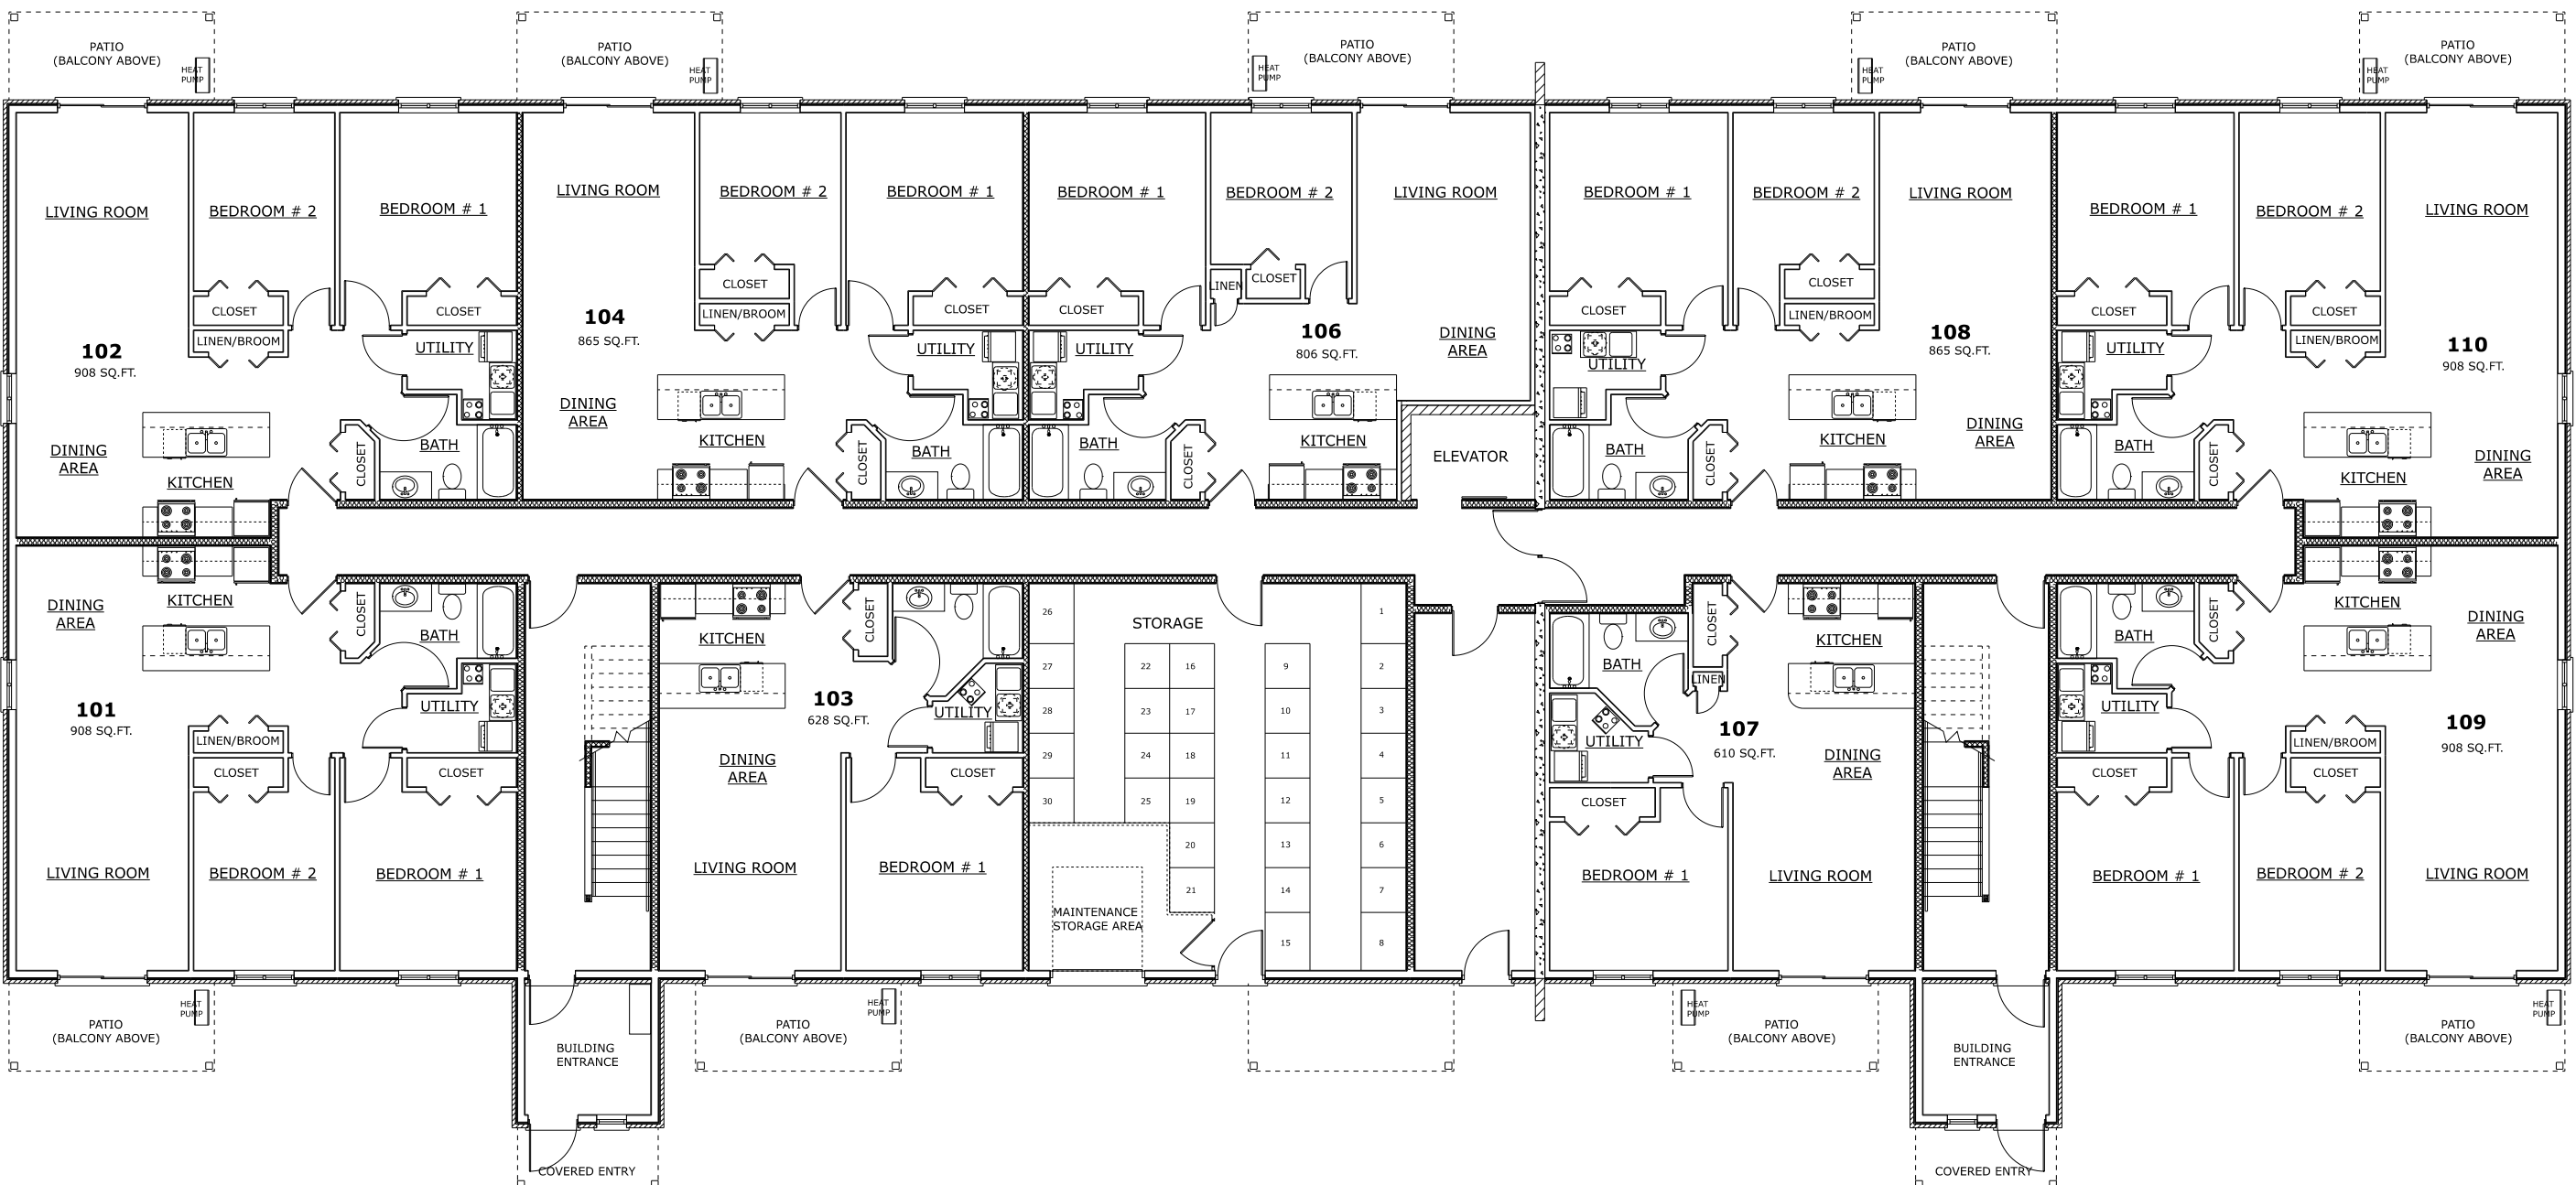 PATIO
(BALCONY ABOVE)
HEAT
PUMP
PATIO
(BALCONY ABOVE)
HEAT
PUMP
HEAT
PUMP
PATIO
(BALCONY ABOVE)
HEAT
PUMP
PATIO
(BALCONY ABOVE)
HEAT
PUMP
PATIO
(BALCONY ABOVE)
LIVING ROOM
BEDROOM # 2
BEDROOM # 1
CLOSET
CLOSET
LINEN/BROOM
UTILITY
102
908 SQ.FT.
DINING
AREA
KITCHEN
CLOSET
BATH
LIVING ROOM
BEDROOM # 2
BEDROOM # 1
CLOSET
CLOSET
LINEN/BROOM
UTILITY
104
865 SQ.FT.
DINING
AREA
KITCHEN
CLOSET
BATH
BEDROOM # 1
BEDROOM # 2
LIVING ROOM
CLOSET
LINEN
CLOSET
UTILITY
106
806 SQ.FT.
DINING
AREA
BATH
CLOSET
KITCHEN
ELEVATOR
BEDROOM # 1
BEDROOM # 2
LIVING ROOM
CLOSET
CLOSET
LINEN/BROOM
UTILITY
108
865 SQ.FT.
BATH
CLOSET
KITCHEN
DINING
AREA
BEDROOM # 1
BEDROOM # 2
LIVING ROOM
CLOSET
CLOSET
LINEN/BROOM
UTILITY
110
908 SQ.FT.
BATH
CLOSET
KITCHEN
DINING
AREA
DINING
AREA
KITCHEN
CLOSET
BATH
101
908 SQ.FT.
UTILITY
LINEN/BROOM
CLOSET
CLOSET
LIVING ROOM
BEDROOM # 2
BEDROOM # 1
KITCHEN
CLOSET
103
628 SQ.FT.
UTILITY
DINING
AREA
CLOSET
LIVING ROOM
BEDROOM # 1
STORAGE
26
1
27
22
16
9
2
28
23
17
10
3
29
24
18
11
4
30
25
19
12
5
20
13
6
21
14
7
15
8
MAINTENANCE
STORAGE AREA
BATH
CLOSET
KITCHEN
LINEN
107
610 SQ.FT.
UTILITY
DINING
AREA
CLOSET
BEDROOM # 1
LIVING ROOM
BATH
CLOSET
KITCHEN
DINING
AREA
UTILITY
109
908 SQ.FT.
LINEN/BROOM
CLOSET
CLOSET
BEDROOM # 1
BEDROOM # 2
LIVING ROOM
PATIO
(BALCONY ABOVE)
HEAT
PUMP
BUILDING
ENTRANCE
COVERED ENTRY
PATIO
(BALCONY ABOVE)
HEAT
PUMP
HEAT
PUMP
PATIO
(BALCONY ABOVE)
BUILDING
ENTRANCE
COVERED ENTRY
PATIO
(BALCONY ABOVE)
HEAT
PUMP